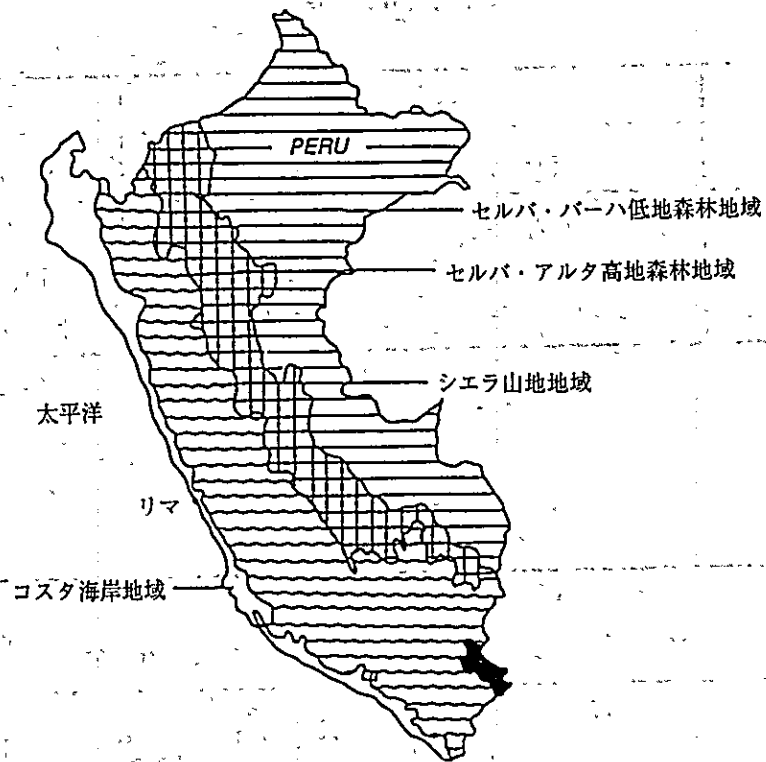 PERU
セルバ・バーハ低地森林地域
セルバ・アルタ高地森林地域
シエラ山地地域
太平洋
リマ
コスタ海岸地域